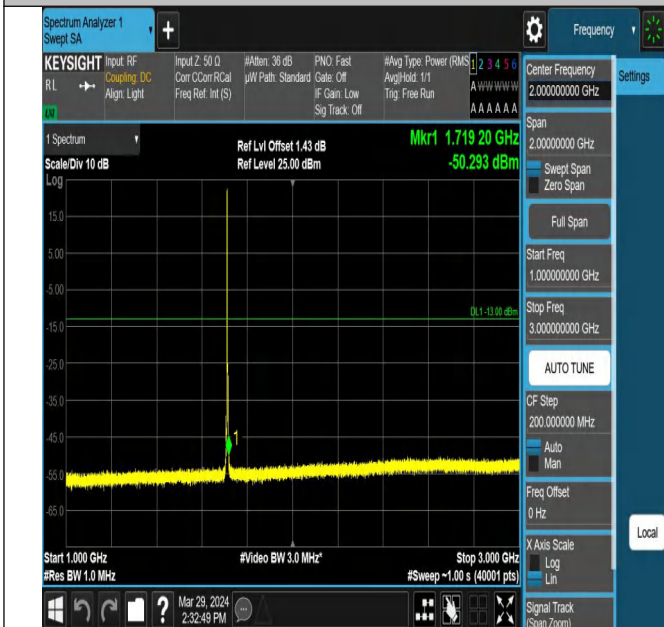 Spectrum Analyzer 1
Swept SA
+
Frequency
KEYSIGHT
RL
LXI
Input: RF
Coupling: DC
Align: Light
Input Z: 50 Ω
Corr CCorr RCal
Freq Ref: Int (S)
#Atten: 36 dB
µW Path: Standard
PNO: Fast
Gate: Off
IF Gain: Low
Sig Track: Off
#Avg Type: Power (RMS
Avg|Hold: 1/1
Trig: Free Run
1 2 3 4 5 6
A W W W W W
A A A A A A
Center Frequency
2.000000000 GHz
Settings
Span
2.00000000 GHz
Swept Span
Zero Span
Full Span
Start Freq
1.000000000 GHz
Stop Freq
3.000000000 GHz
AUTO TUNE
CF Step
200.000000 MHz
Auto
Man
Freq Offset
0 Hz
X Axis Scale
Log
Lin
Signal Track
(Span Zoom)
Local
1 Spectrum
Scale/Div 10 dB
Ref Lvl Offset 1.43 dB
Ref Level 25.00 dBm
Mkr1 1.719 20 GHz
-50.293 dBm
Log
15.0
5.00
-5.00
-15.0
-25.0
-35.0
-45.0
-55.0
-65.0
DL1 -13.00 dBm
1
Start 1.000 GHz
#Res BW 1.0 MHz
#Video BW 3.0 MHz*
Stop 3.000 GHz
#Sweep ~1.00 s (40001 pts)
?
Mar 29, 2024
2:32:49 PM